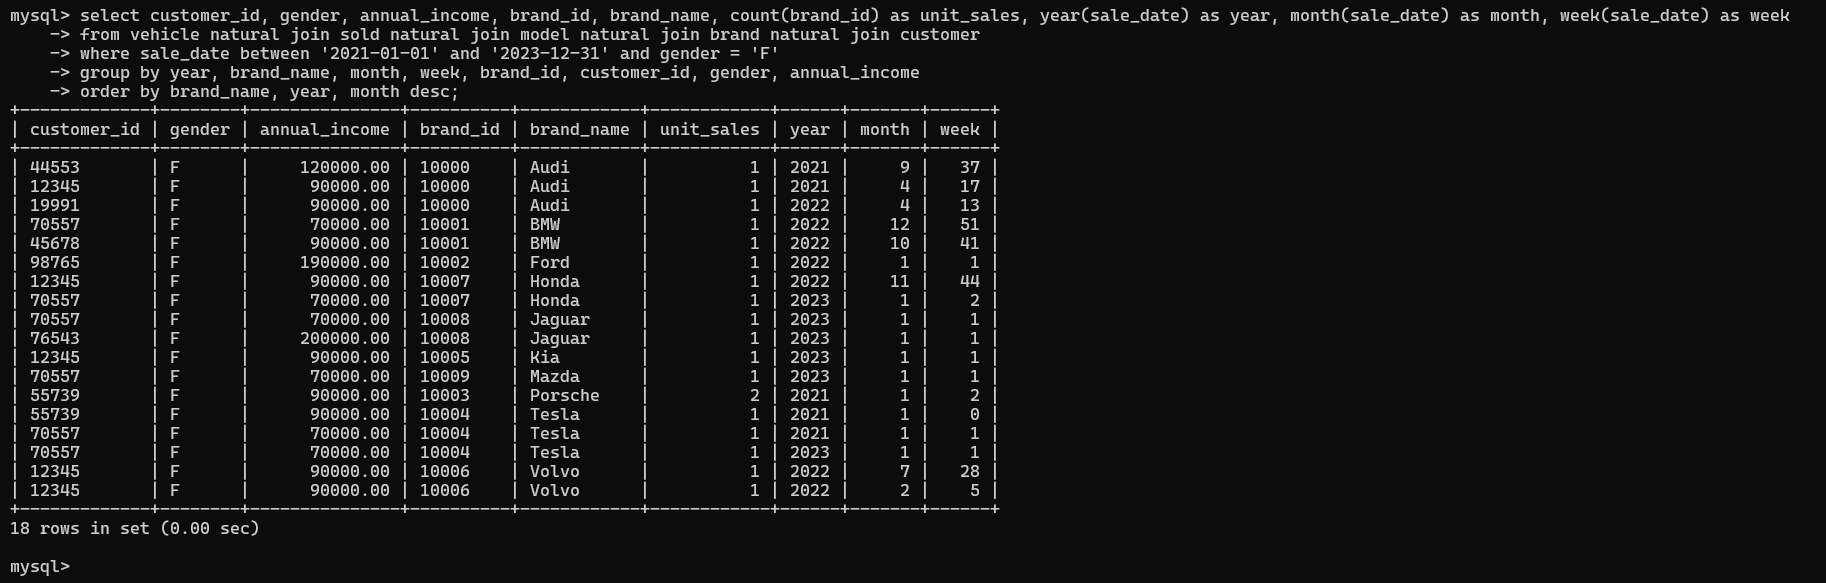 mysql> select customer_id, gender, annual_income, brand_id, brand_name, count(brand_id) as unit_sales, year(sale_date) as year, month(sale_date) as month, week(sale_date) as week
    -> from vehicle natural join sold natural join model natural join brand natural join customer
    -> where sale_date between '2021-01-01' and '2023-12-31' and gender = 'F'
    -> group by year, brand_name, month, week, brand_id, customer_id, gender, annual_income
    -> order by brand_name, year, month desc;
+-------------+--------+---------------+----------+------------+------------+------+-------+------+
| customer_id | gender | annual_income | brand_id | brand_name | unit_sales | year | month | week |
+-------------+--------+---------------+----------+------------+------------+------+-------+------+
| 44553       | F      |     120000.00 | 10000    | Audi       |          1 | 2021 |     9 |   37 |
| 12345       | F      |      90000.00 | 10000    | Audi       |          1 | 2021 |     4 |   17 |
| 19991       | F      |      90000.00 | 10000    | Audi       |          1 | 2022 |     4 |   13 |
| 70557       | F      |      70000.00 | 10001    | BMW        |          1 | 2022 |    12 |   51 |
| 45678       | F      |      90000.00 | 10001    | BMW        |          1 | 2022 |    10 |   41 |
| 98765       | F      |     190000.00 | 10002    | Ford       |          1 | 2022 |     1 |    1 |
| 12345       | F      |      90000.00 | 10007    | Honda      |          1 | 2022 |    11 |   44 |
| 70557       | F      |      70000.00 | 10007    | Honda      |          1 | 2023 |     1 |    2 |
| 70557       | F      |      70000.00 | 10008    | Jaguar     |          1 | 2023 |     1 |    1 |
| 76543       | F      |     200000.00 | 10008    | Jaguar     |          1 | 2023 |     1 |    1 |
| 12345       | F      |      90000.00 | 10005    | Kia        |          1 | 2023 |     1 |    1 |
| 70557       | F      |      70000.00 | 10009    | Mazda      |          1 | 2023 |     1 |    1 |
| 55739       | F      |      90000.00 | 10003    | Porsche    |          2 | 2021 |     1 |    2 |
| 55739       | F      |      90000.00 | 10004    | Tesla      |          1 | 2021 |     1 |    0 |
| 70557       | F      |      70000.00 | 10004    | Tesla      |          1 | 2021 |     1 |    1 |
| 70557       | F      |      70000.00 | 10004    | Tesla      |          1 | 2023 |     1 |    1 |
| 12345       | F      |      90000.00 | 10006    | Volvo      |          1 | 2022 |     7 |   28 |
| 12345       | F      |      90000.00 | 10006    | Volvo      |          1 | 2022 |     2 |    5 |
+-------------+--------+---------------+----------+------------+------------+------+-------+------+
18 rows in set (0.00 sec)

mysql>